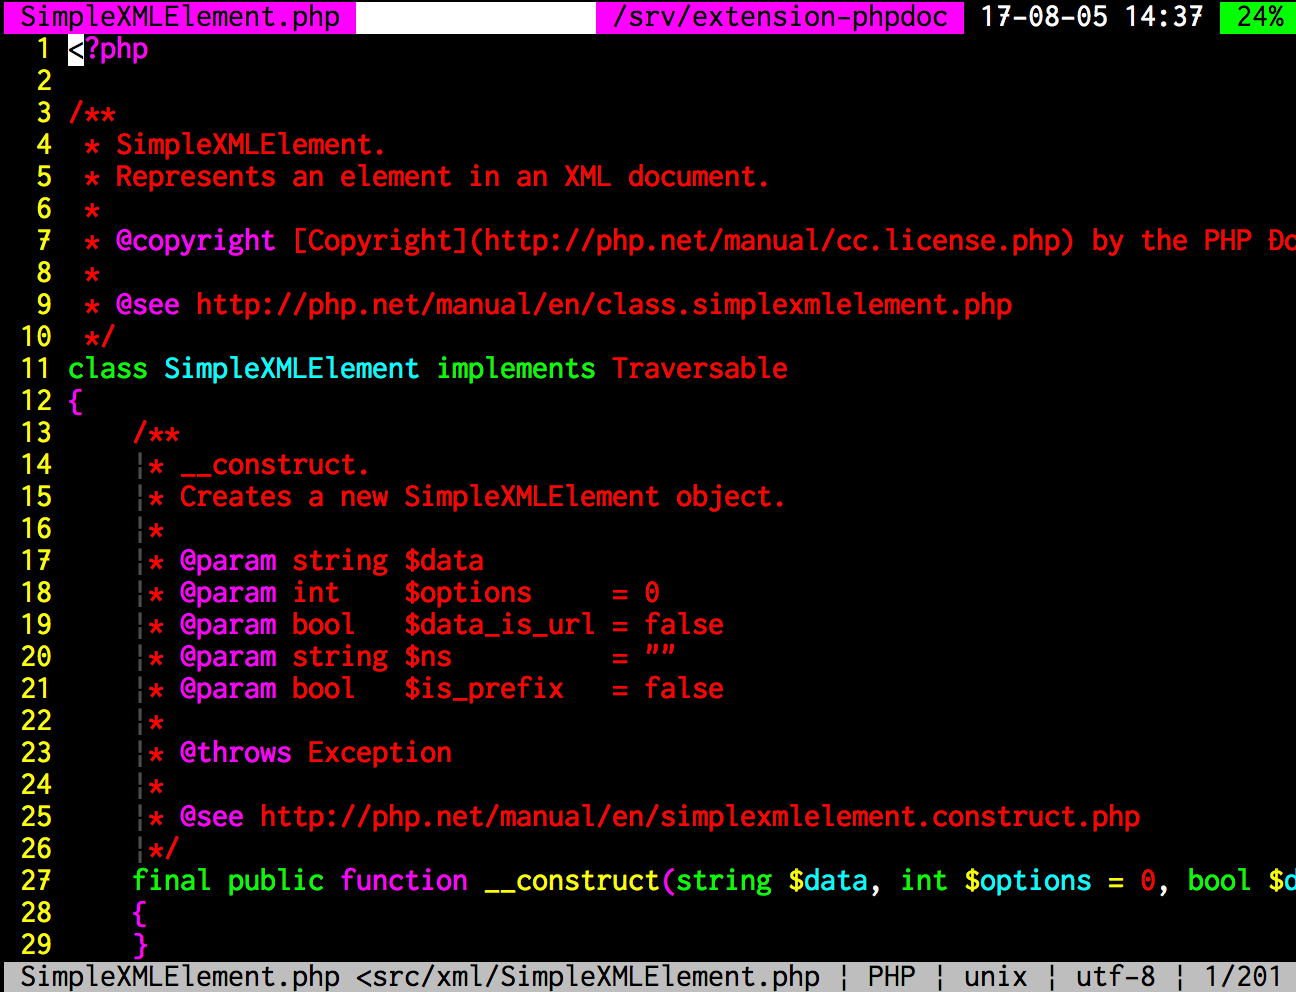 SimpleXMLElement.php /srv/extension-phpdoc 17-08-05 14:37 24%
1 <?php
2
3 /**
4 * SimpleXMLElement.
5 * Represents an element in an XML document.
6 *
7 * @copyright [Copyright](http://php.net/manual/cc.license.php) by the PHP Do
8 *
9 * @see http://php.net/manual/en/class.simplexmlelement.php
10 */
11 class SimpleXMLElement implements Traversable
12 {
13 /**
14 ¦* __construct.
15 ¦* Creates a new SimpleXMLElement object.
16 ¦*
17 ¦* @param string $data
18 ¦* @param int    $options     = 0
19 ¦* @param bool   $data_is_url = false
20 ¦* @param string $ns          = ""
21 ¦* @param bool   $is_prefix   = false
22 ¦*
23 ¦* @throws Exception
24 ¦*
25 ¦* @see http://php.net/manual/en/simplexmlelement.construct.php
26 ¦*/
27 final public function __construct(string $data, int $options = 0, bool $d
28 {
29 }
SimpleXMLElement.php <src/xml/SimpleXMLElement.php ¦ PHP ¦ unix ¦ utf-8 ¦ 1/201